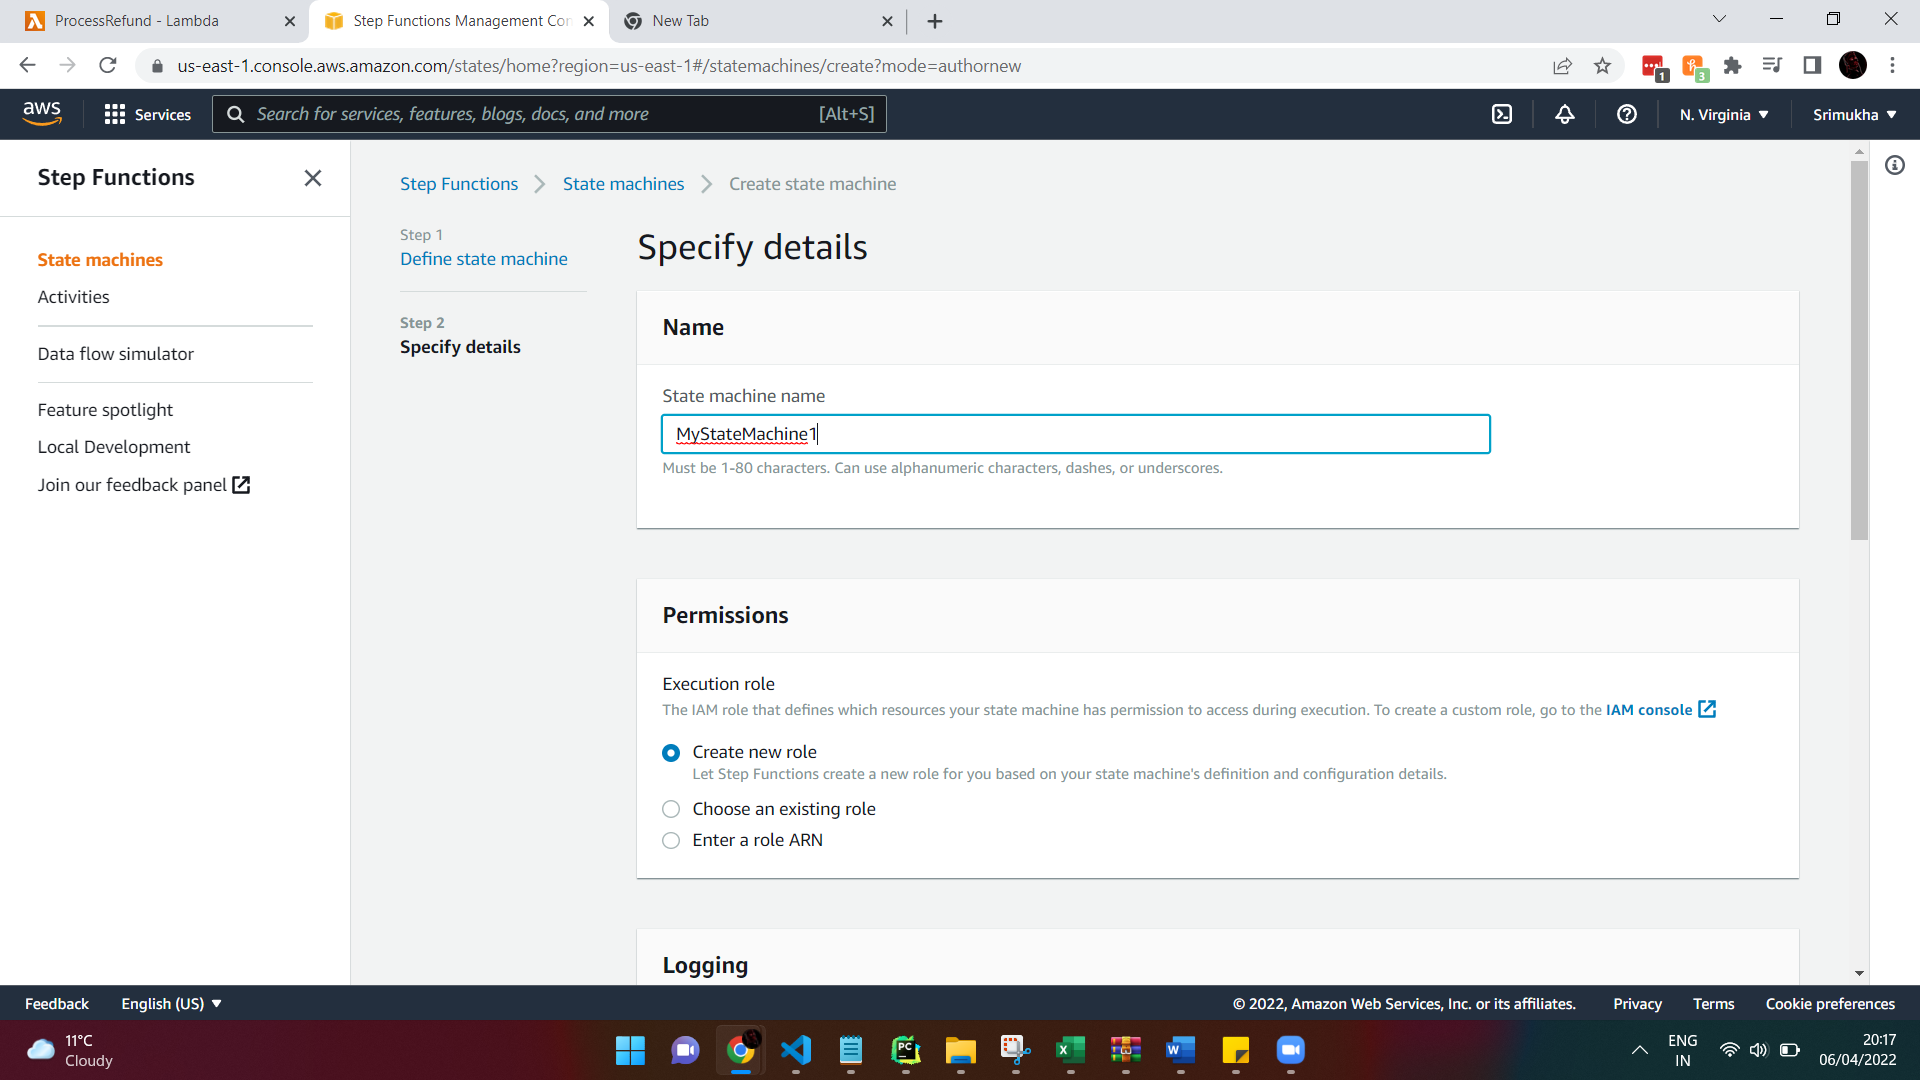 ProcessRefund - Lambda
Step Functions Management Con
New Tab
us-east-1.console.aws.amazon.com/states/home?region=us-east-1#/statemachines/create?mode=authornew
1
3
aws
Services
Search for services, features, blogs, docs, and more
[Alt+S]
N. Virginia
Srimukha
Step Functions
State machines
Activities
Data flow simulator
Feature spotlight
Local Development
Join our feedback panel
Step Functions
State machines
Create state machine
Step 1
Define state machine
Step 2
Specify details
Specify details
Name
State machine name
MyStateMachine1
Must be 1-80 characters. Can use alphanumeric characters, dashes, or underscores.
Permissions
Execution role
The IAM role that defines which resources your state machine has permission to access during execution. To create a custom role, go to the IAM console
Create new role
Let Step Functions create a new role for you based on your state machine's definition and configuration details.
Choose an existing role
Enter a role ARN
Logging
Feedback
English (US)
© 2022, Amazon Web Services, Inc. or its affiliates.
Privacy
Terms
Cookie preferences
11°C
Cloudy
PC
X
W
ENG
IN
20:17
06/04/2022